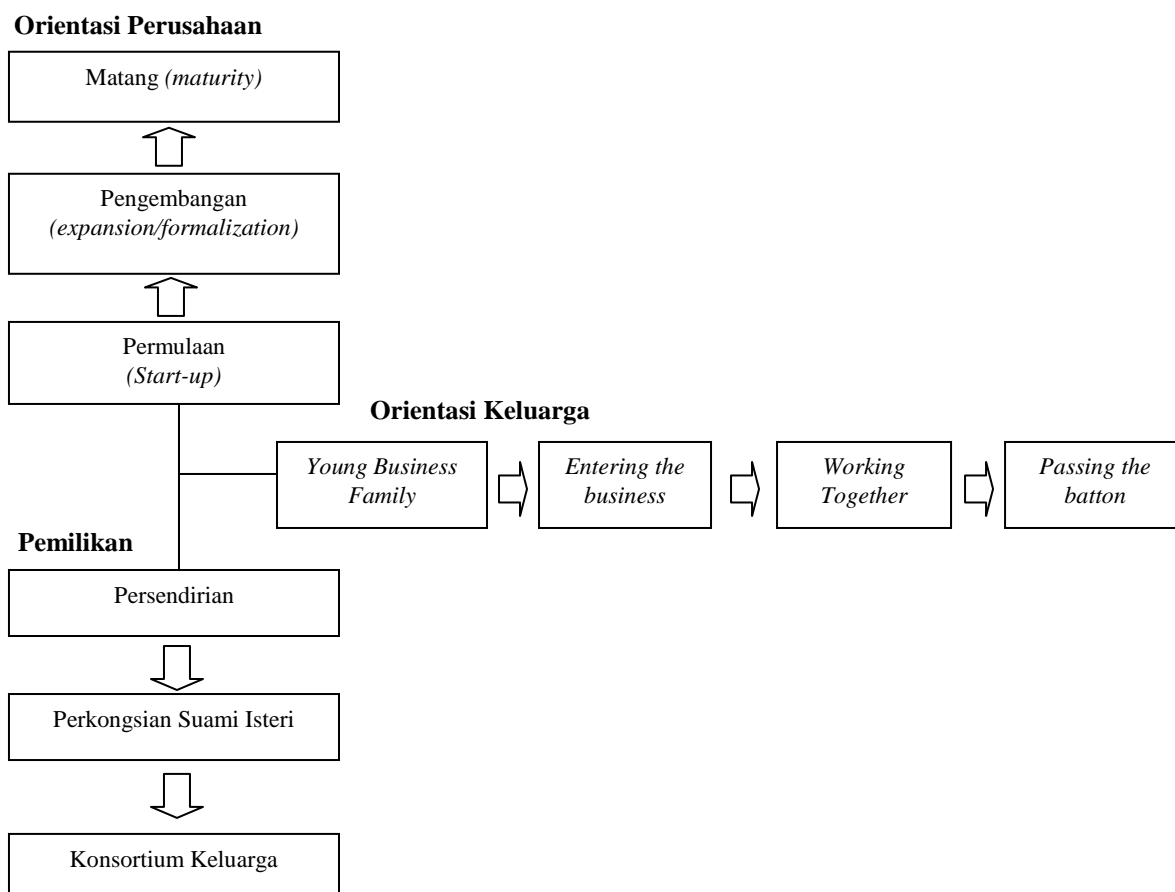 Orientasi Perusahaan
Matang (maturity)
Pengembangan
(expansion/formalization)
Permulaan
(Start-up)
Orientasi Keluarga
Young Business
Family
Entering the
business
Working
Together
Passing the
batton
Pemilikan
Persendirian
Perkongsian Suami Isteri
Konsortium Keluarga